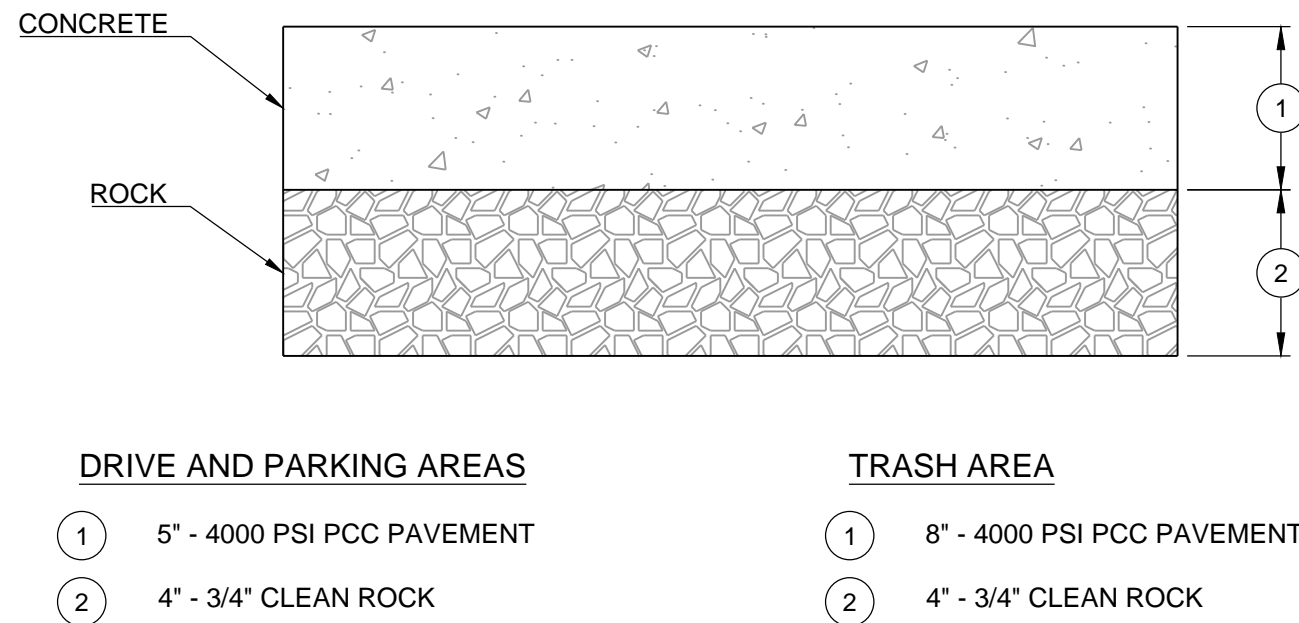 CONCRETE
1
ROCK
2
DRIVE AND PARKING AREAS
1 5" - 4000 PSI PCC PAVEMENT
2 4" - 3/4" CLEAN ROCK
TRASH AREA
1 8" - 4000 PSI PCC PAVEMENT
2 4" - 3/4" CLEAN ROCK